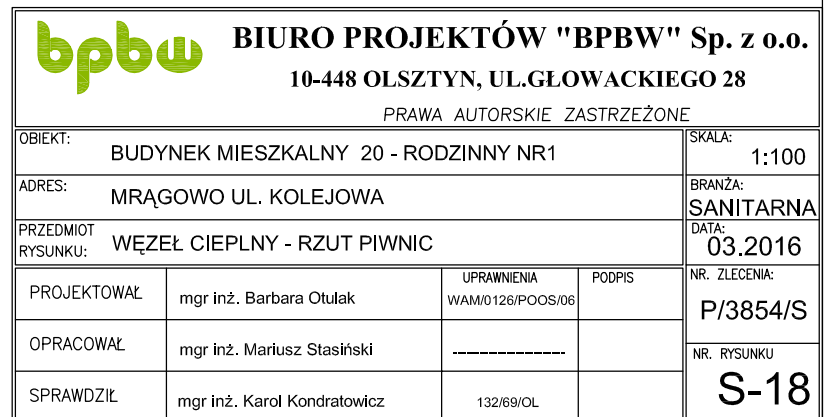 bpbw
BIURO PROJEKTÓW "BPBW" Sp. z o.o.
10-448 OLSZTYN, UL.GŁOWACKIEGO 28
PRAWA AUTORSKIE ZASTRZEŻONE
OBIEKT:
BUDYNEK MIESZKALNY 20 - RODZINNY NR1
SKALA:
1:100
ADRES:
MRĄGOWO UL. KOLEJOWA
BRANŻA:
SANITARNA
PRZEDMIOT
RYSUNKU:
WĘZEŁ CIEPLNY - RZUT PIWNIC
DATA:
03.2016
UPRAWNIENIA
PODPIS
NR. ZLECENIA:
P/3854/S
PROJEKTOWAŁ
mgr inż. Barbara Otulak
WAM/0126/POOS/06
OPRACOWAŁ
mgr inż. Mariusz Stasiński
--------------
NR. RYSUNKU
S-18
SPRAWDZIŁ
mgr inż. Karol Kondratowicz
132/69/OL